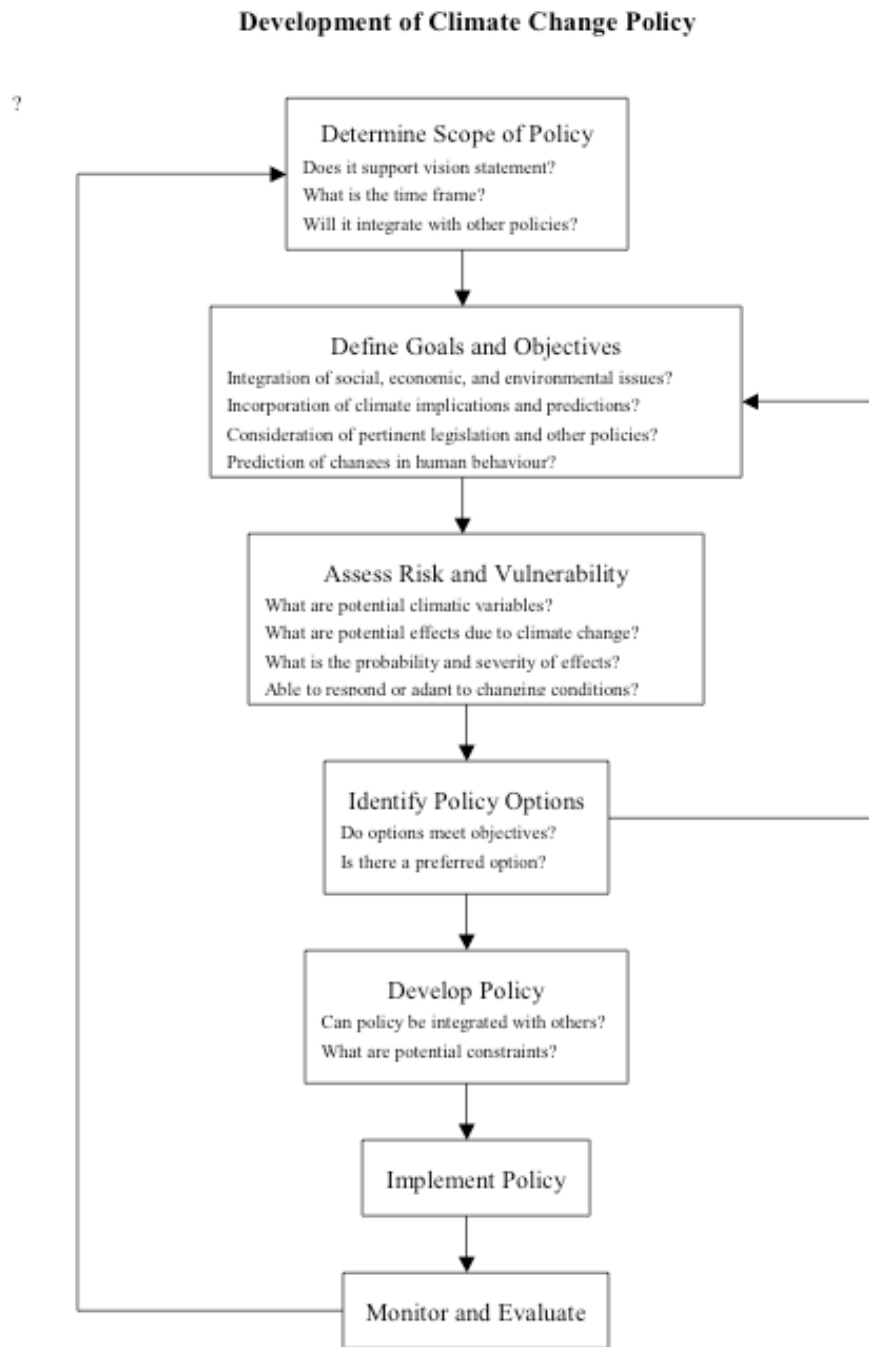 Development of Climate Change Policy
?
Determine Scope of Policy
Does it support vision statement?
What is the time frame?
Will it integrate with other policies?
Define Goals and Objectives
Integration of social, economic, and environmental issues?
Incorporation of climate implications and predictions?
Consideration of pertinent legislation and other policies?
Prediction of changes in human behaviour?
Assess Risk and Vulnerability
What are potential climatic variables?
What are potential effects due to climate change?
What is the probability and severity of effects?
Able to respond or adapt to changing conditions?
Identify Policy Options
Do options meet objectives?
Is there a preferred option?
Develop Policy
Can policy be integrated with others?
What are potential constraints?
Implement Policy
Monitor and Evaluate